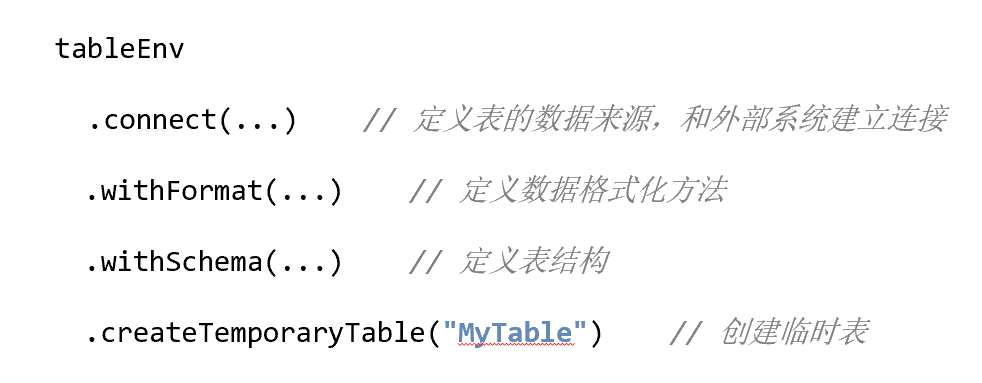 tableEnv
.connect(...) // 定义表的数据来源，和外部系统建立连接
.withFormat(...) // 定义数据格式化方法
.withSchema(...) // 定义表结构
.createTemporaryTable("MyTable") // 创建临时表